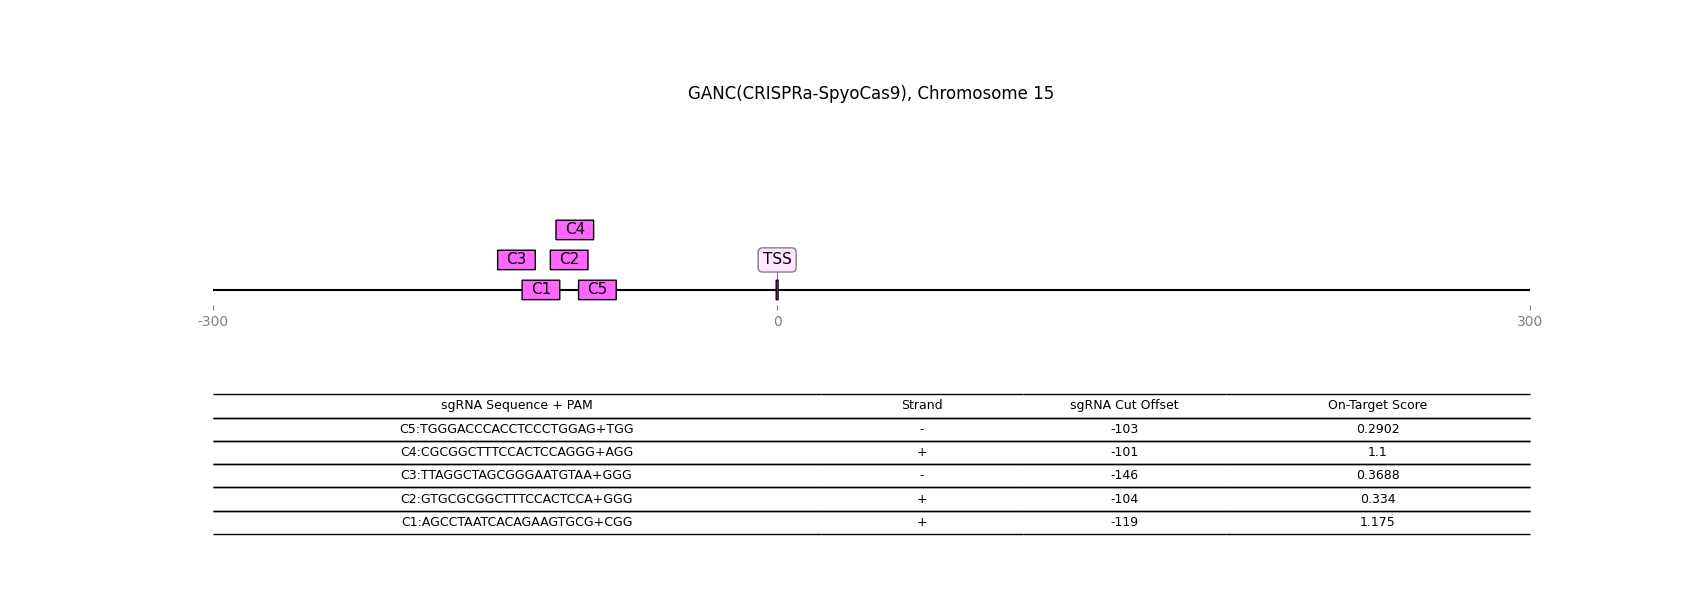 GANC(CRISPRa-SpyoCas9), Chromosome 15
C4
C3 C2 TSS
C1 C5
-300 0 300
sgRNA Sequence + PAM Strand sgRNA Cut Offset On-Target Score
C5:TGGGACCCACCTCCCTGGAG+TGG - -103 0.2902
C4:CGCGGCTTTCCACTCCAGGG+AGG + -101 1.1
C3:TTAGGCTAGCGGGAATGTAA+GGG - -146 0.3688
C2:GTGCGCGGCTTTCCACTCCA+GGG + -104 0.334
C1:AGCCTAATCACAGAAGTGCG+CGG + -119 1.175